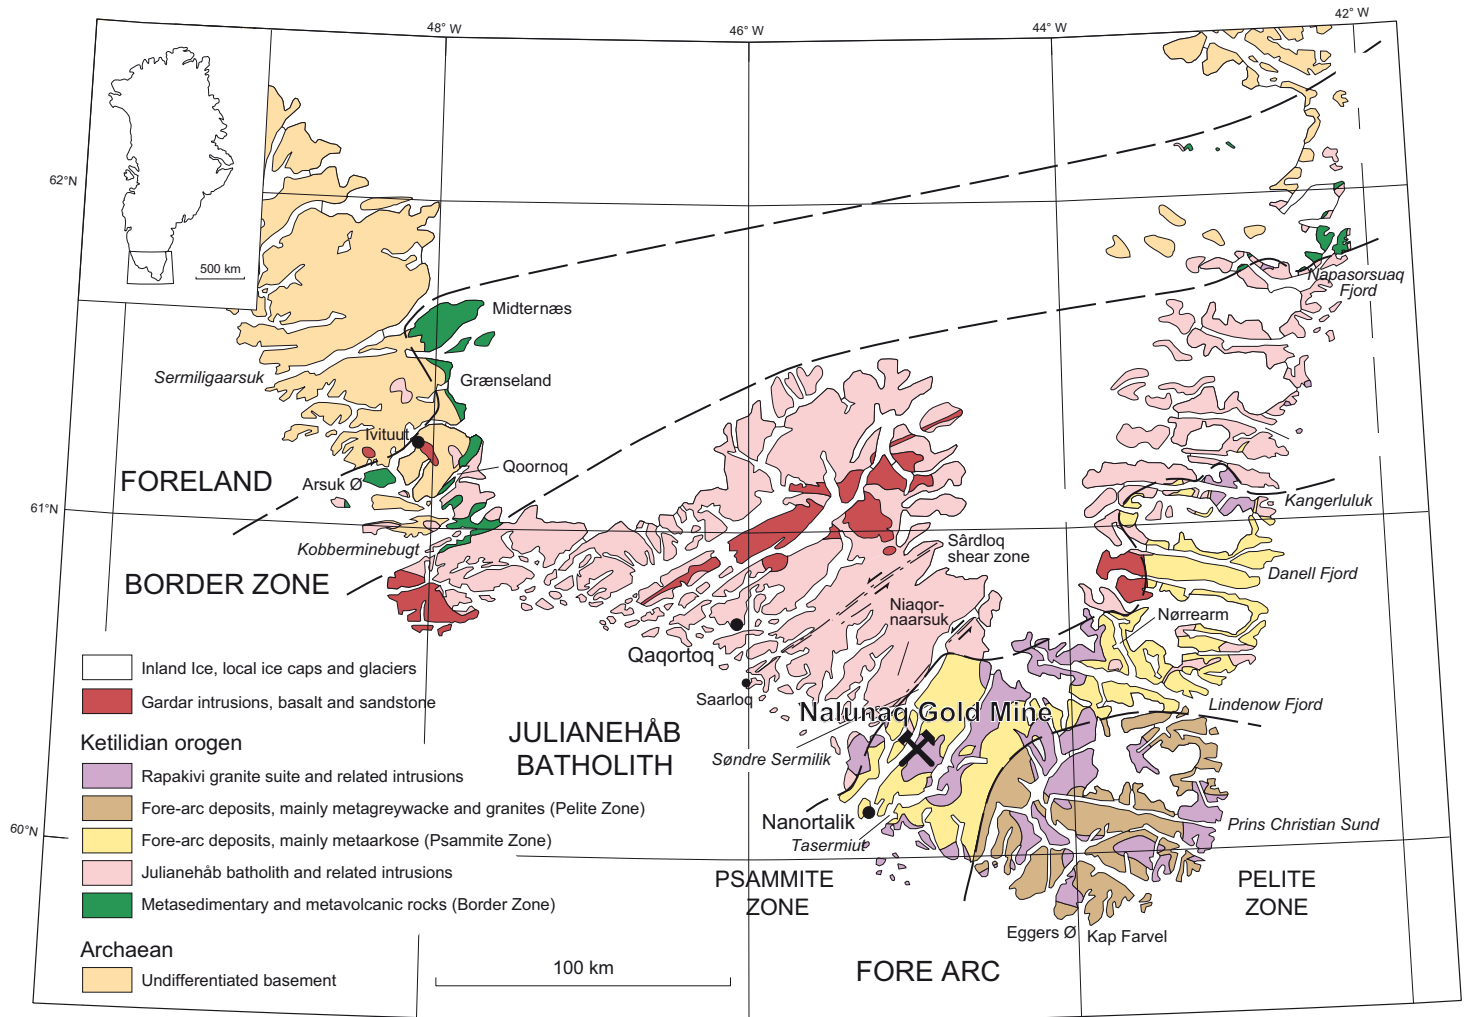 48° W
46° W
44° W
42° W
62°N
500 km
Midternæs
Napasorsuaq
Fjord
Sermiligaarsuk
Grænseland
Ivituut
Qoornoq
FORELAND
Arsuk Ø
Kangerluluk
61°N
Kobberminebugt
Sârdloq
shear zone
BORDER ZONE
Danell Fjord
Niaqor-
naarsuk
Nørrearm
Qaqortoq
Inland Ice, local ice caps and glaciers
Saarloq
Gardar intrusions, basalt and sandstone
Lindenow Fjord
Nalunaq Gold Mine
JULIANEHÅB
BATHOLITH
Ketilidian orogen
Søndre Sermilik
Rapakivi granite suite and related intrusions
Fore-arc deposits, mainly metagreywacke and granites (Pelite Zone)
Nanortalik
Prins Christian Sund
60°N
Fore-arc deposits, mainly metaarkose (Psammite Zone)
Tasermiut
Julianehåb batholith and related intrusions
PSAMMITE
ZONE
PELITE
ZONE
Metasedimentary and metavolcanic rocks (Border Zone)
Eggers Ø
Kap Farvel
Archaean
100 km
FORE ARC
Undifferentiated basement